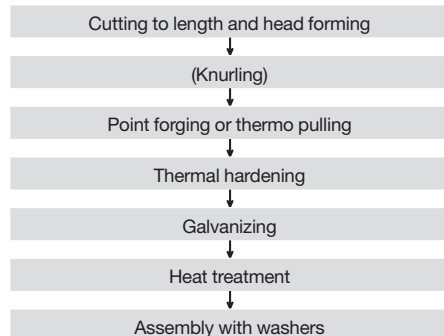 Cutting to length and head forming
(Knurling)
Point forging or thermo pulling
Thermal hardening
Galvanizing
Heat treatment
Assembly with washers